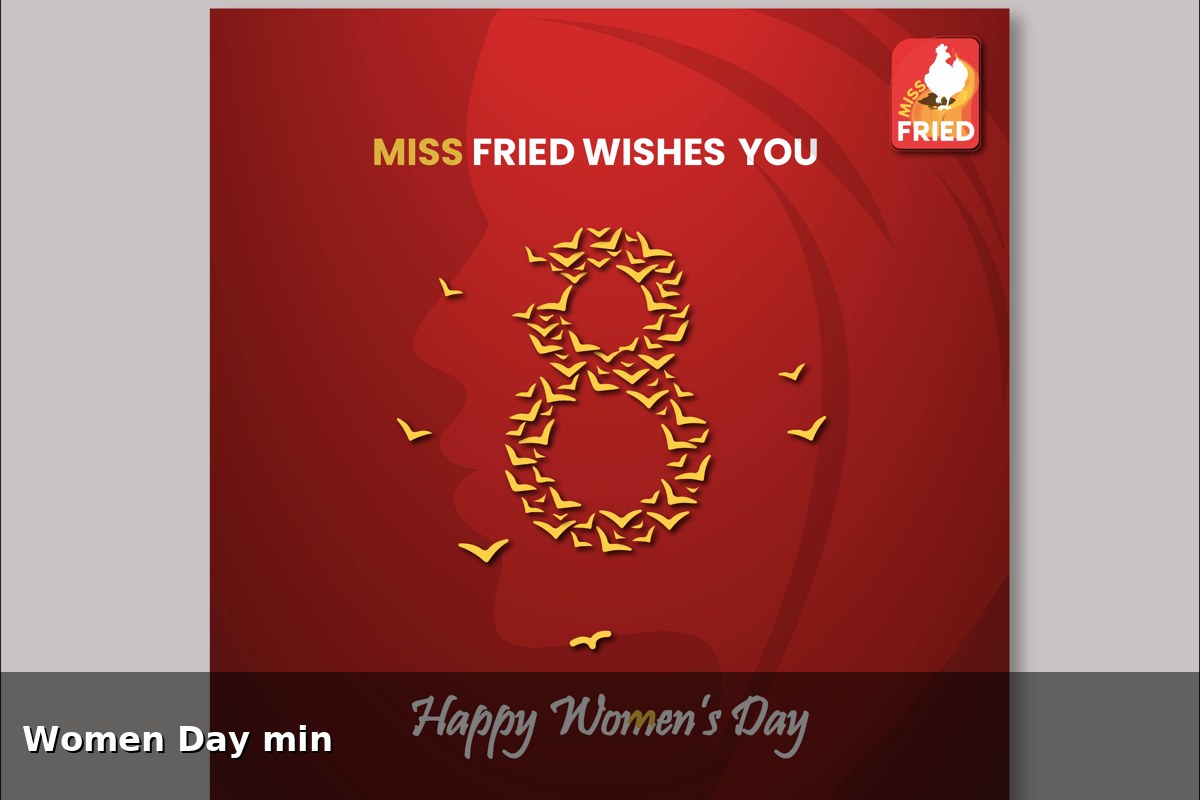 MISS
FRIED
MISS FRIED WISHES YOU
Happy Women's Day
Women Day min